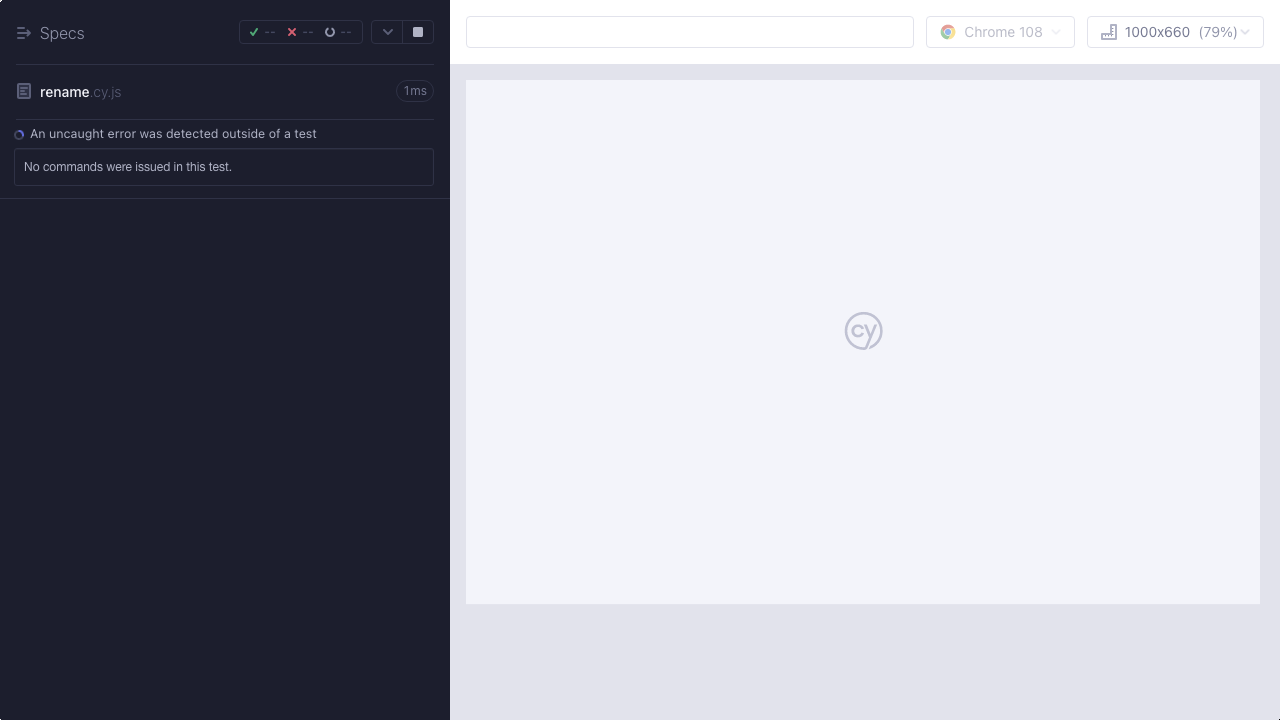 Specs
-- -- --
rename.cy.js
1ms
An uncaught error was detected outside of a test
No commands were issued in this test.
Chrome 108
1000x660 (79%)
cy